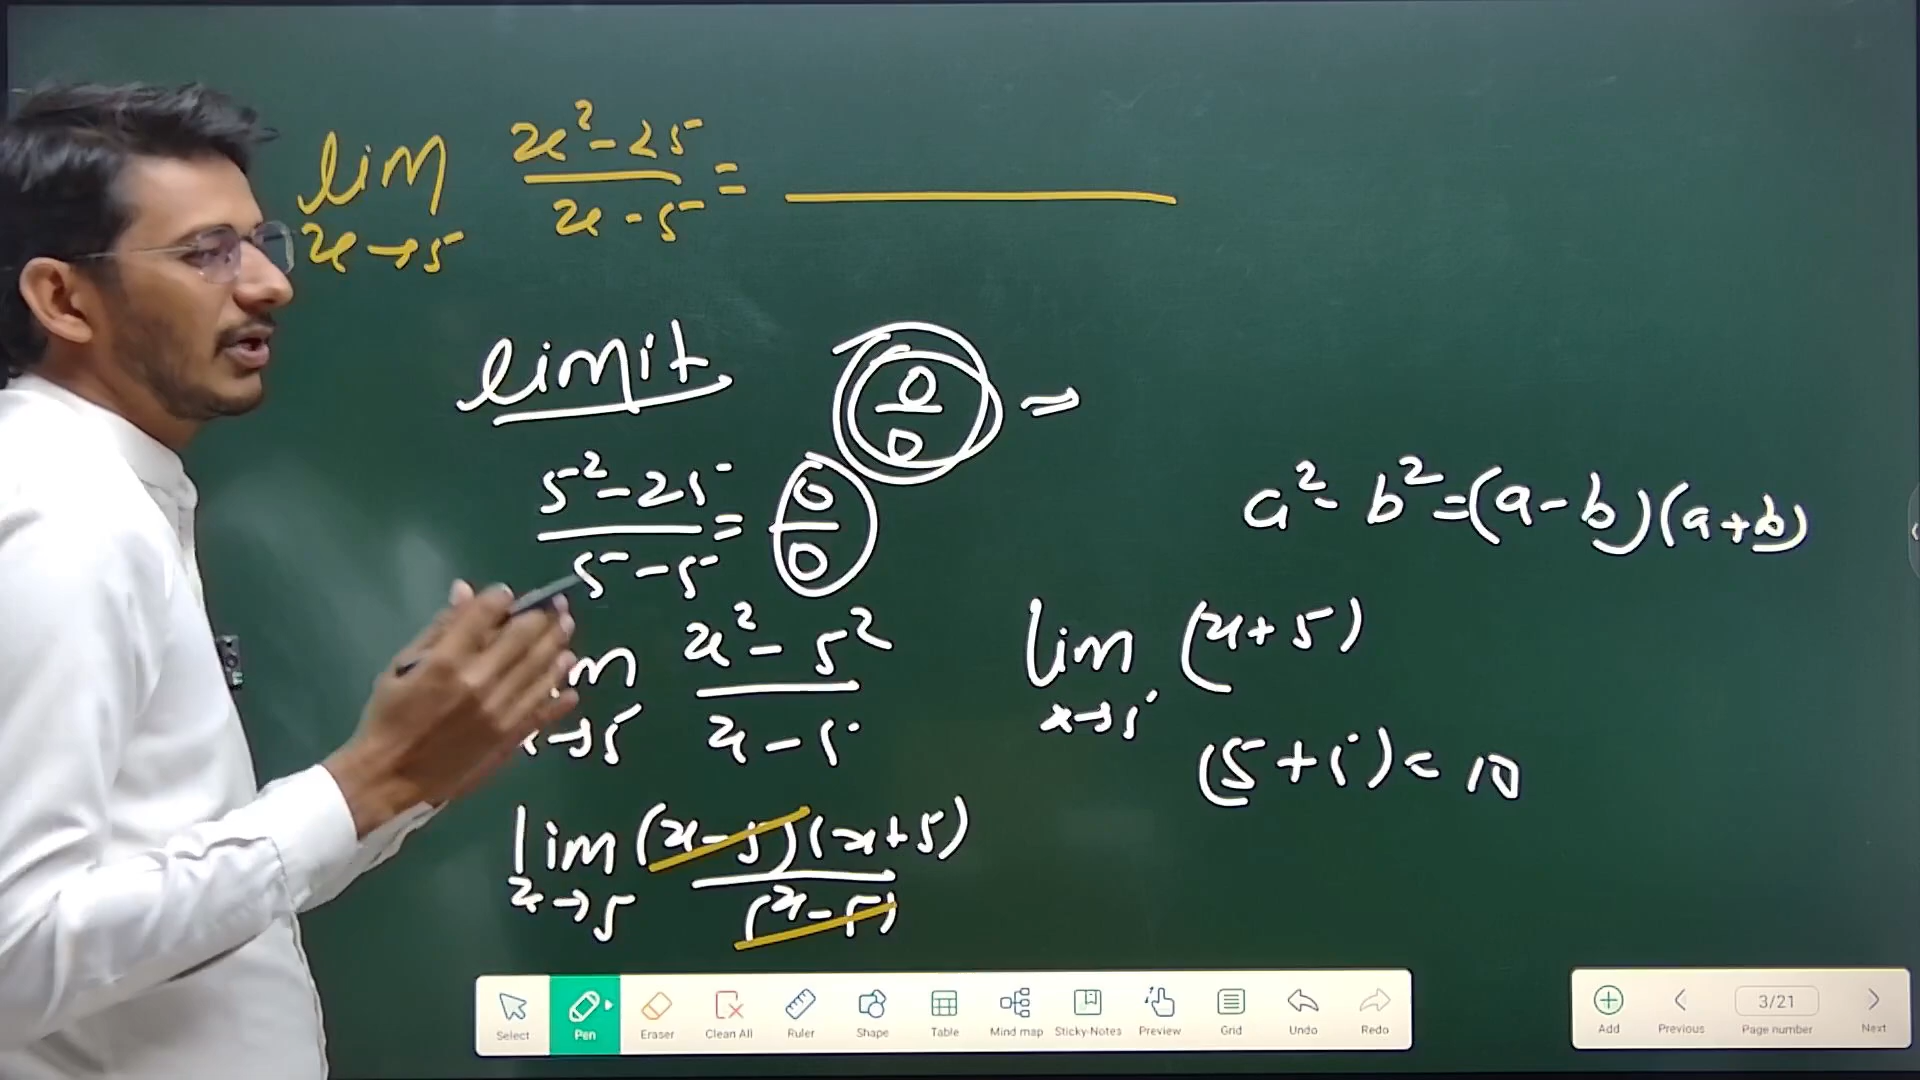 lim x→5 x²-25 / x-5 = ______
limit 0/0 ⇒
5²-25 / 5-5 = 0/0
a²-b²=(a-b)(a+b)
x²-5² / x-5
x→5
lim x→5 (x+5)
(5+5)=10
lim x→5 (x-5)(x+5) / (x-5)
Select Pen Eraser Clean All Ruler Shape Table Mind map Sticky-Notes Preview Grid Undo Redo
3/21
Add Previous Page number Next